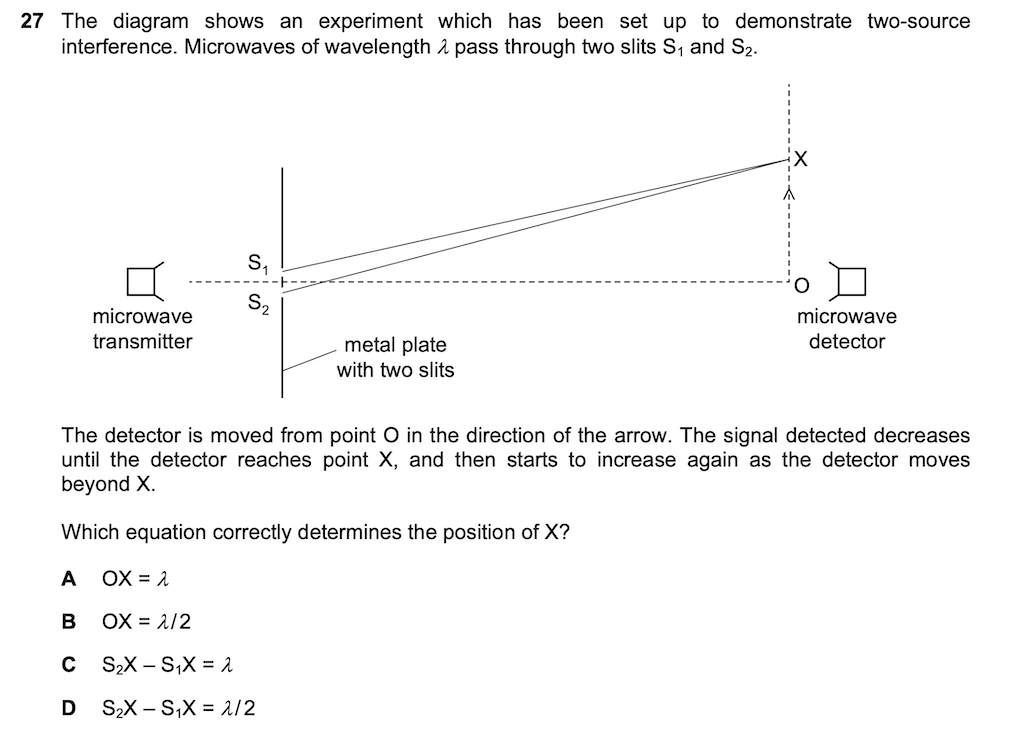 27 The diagram shows an experiment which has been set up to demonstrate two-source
interference. Microwaves of wavelength λ pass through two slits S₁ and S₂.
X
S₁
O
S₂
microwave
transmitter
microwave
detector
metal plate
with two slits
The detector is moved from point O in the direction of the arrow. The signal detected decreases
until the detector reaches point X, and then starts to increase again as the detector moves
beyond X.
Which equation correctly determines the position of X?
A OX = λ
B OX = λ/2
C S₂X – S₁X = λ
D S₂X – S₁X = λ/2